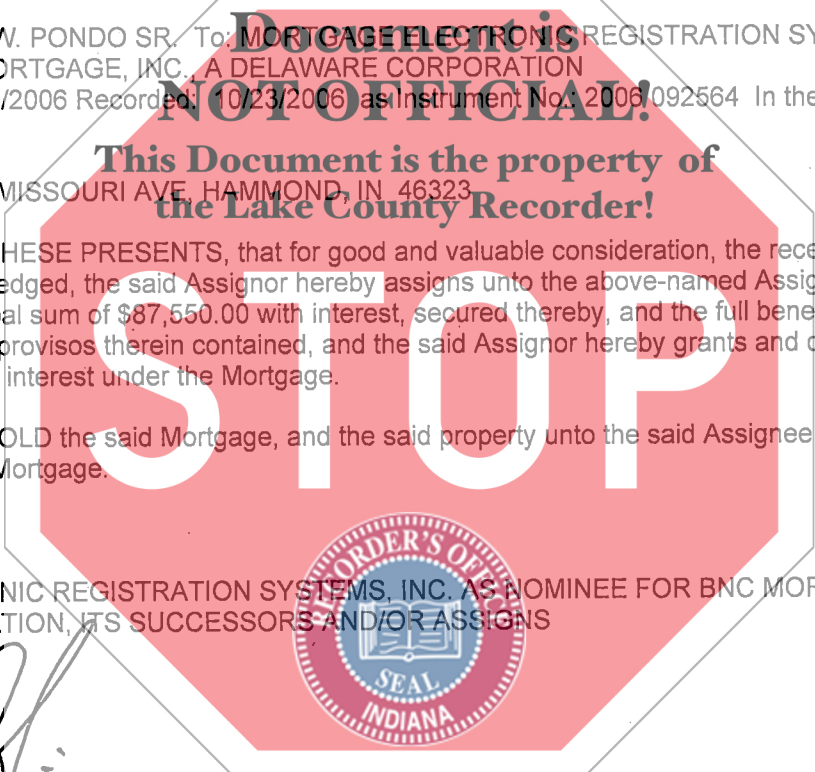 Document is
W. PONDO SR. To: MORTGAGE ELECTRONIC REGISTRATION SY
ORTGAGE, INC., A DELAWARE CORPORATION
/2006 Recorded: 10/23/2006 as Instrument No.: 2006 092564 In the
NOT OFFICIAL!
This Document is the property of
MISSOURI AVE, HAMMOND, IN 46323
the Lake County Recorder!
HESE PRESENTS, that for good and valuable consideration, the rece
edged, the said Assignor hereby assigns unto the above-named Assig
al sum of $87,550.00 with interest, secured thereby, and the full bene
provisos therein contained, and the said Assignor hereby grants and c
interest under the Mortgage.
STOP
OLD the said Mortgage, and the said property unto the said Assignee
Mortgage.
NIC REGISTRATION SYSTEMS, INC. AS NOMINEE FOR BNC MOR
TION, ITS SUCCESSORS AND/OR ASSIGNS
RECORDER'S OFFICE
SEAL
INDIANA